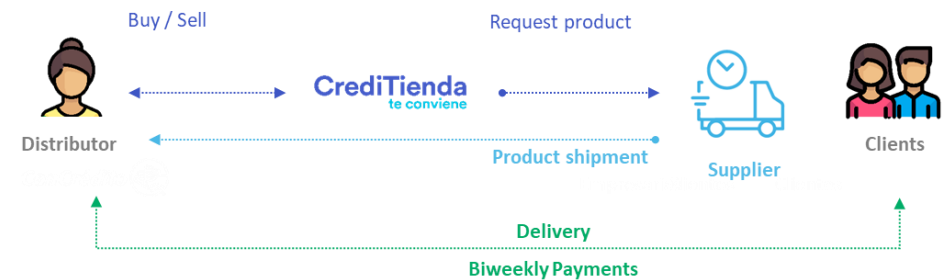 Buy / Sell
Request product
CrediTienda
te conviene
Distributor
Product shipment
Supplier
Clients
Delivery
Biweekly Payments